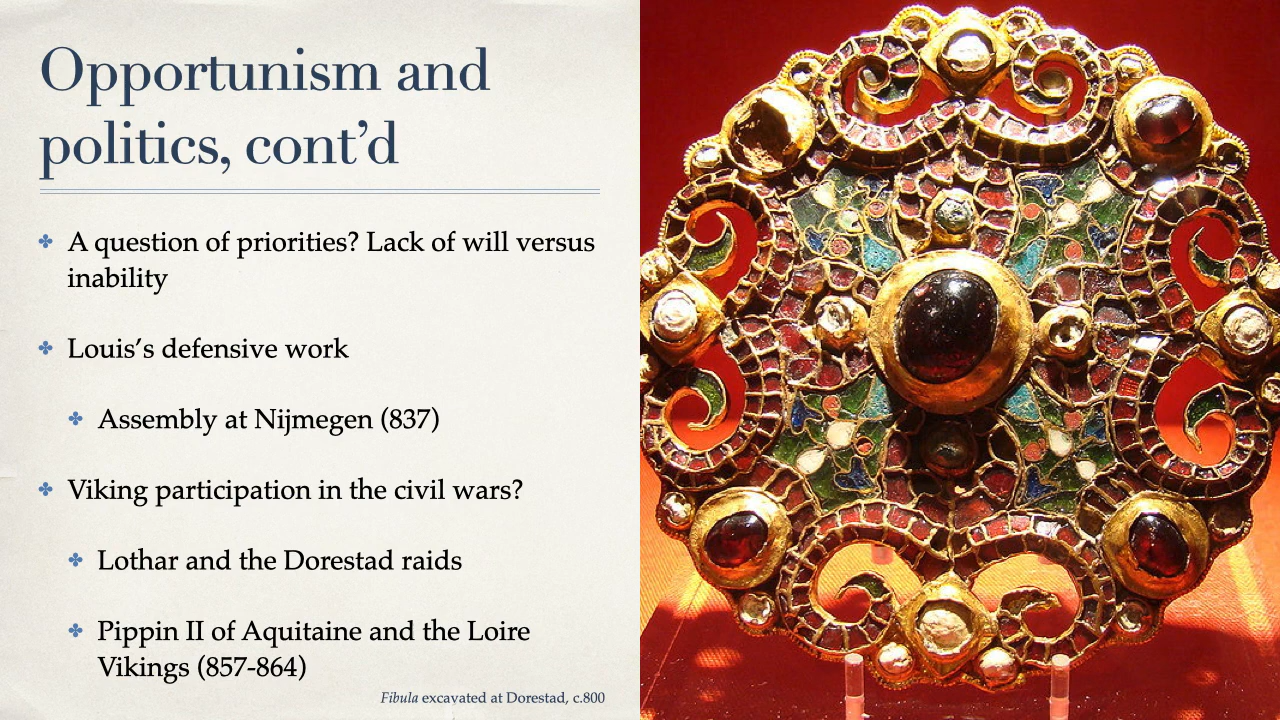 Opportunism and
politics, cont’d
A question of priorities? Lack of will versus
inability
Louis’s defensive work
Assembly at Nijmegen (837)
Viking participation in the civil wars?
Lothar and the Dorestad raids
Pippin II of Aquitaine and the Loire
Vikings (857-864)
Fibula excavated at Dorestad, c.800